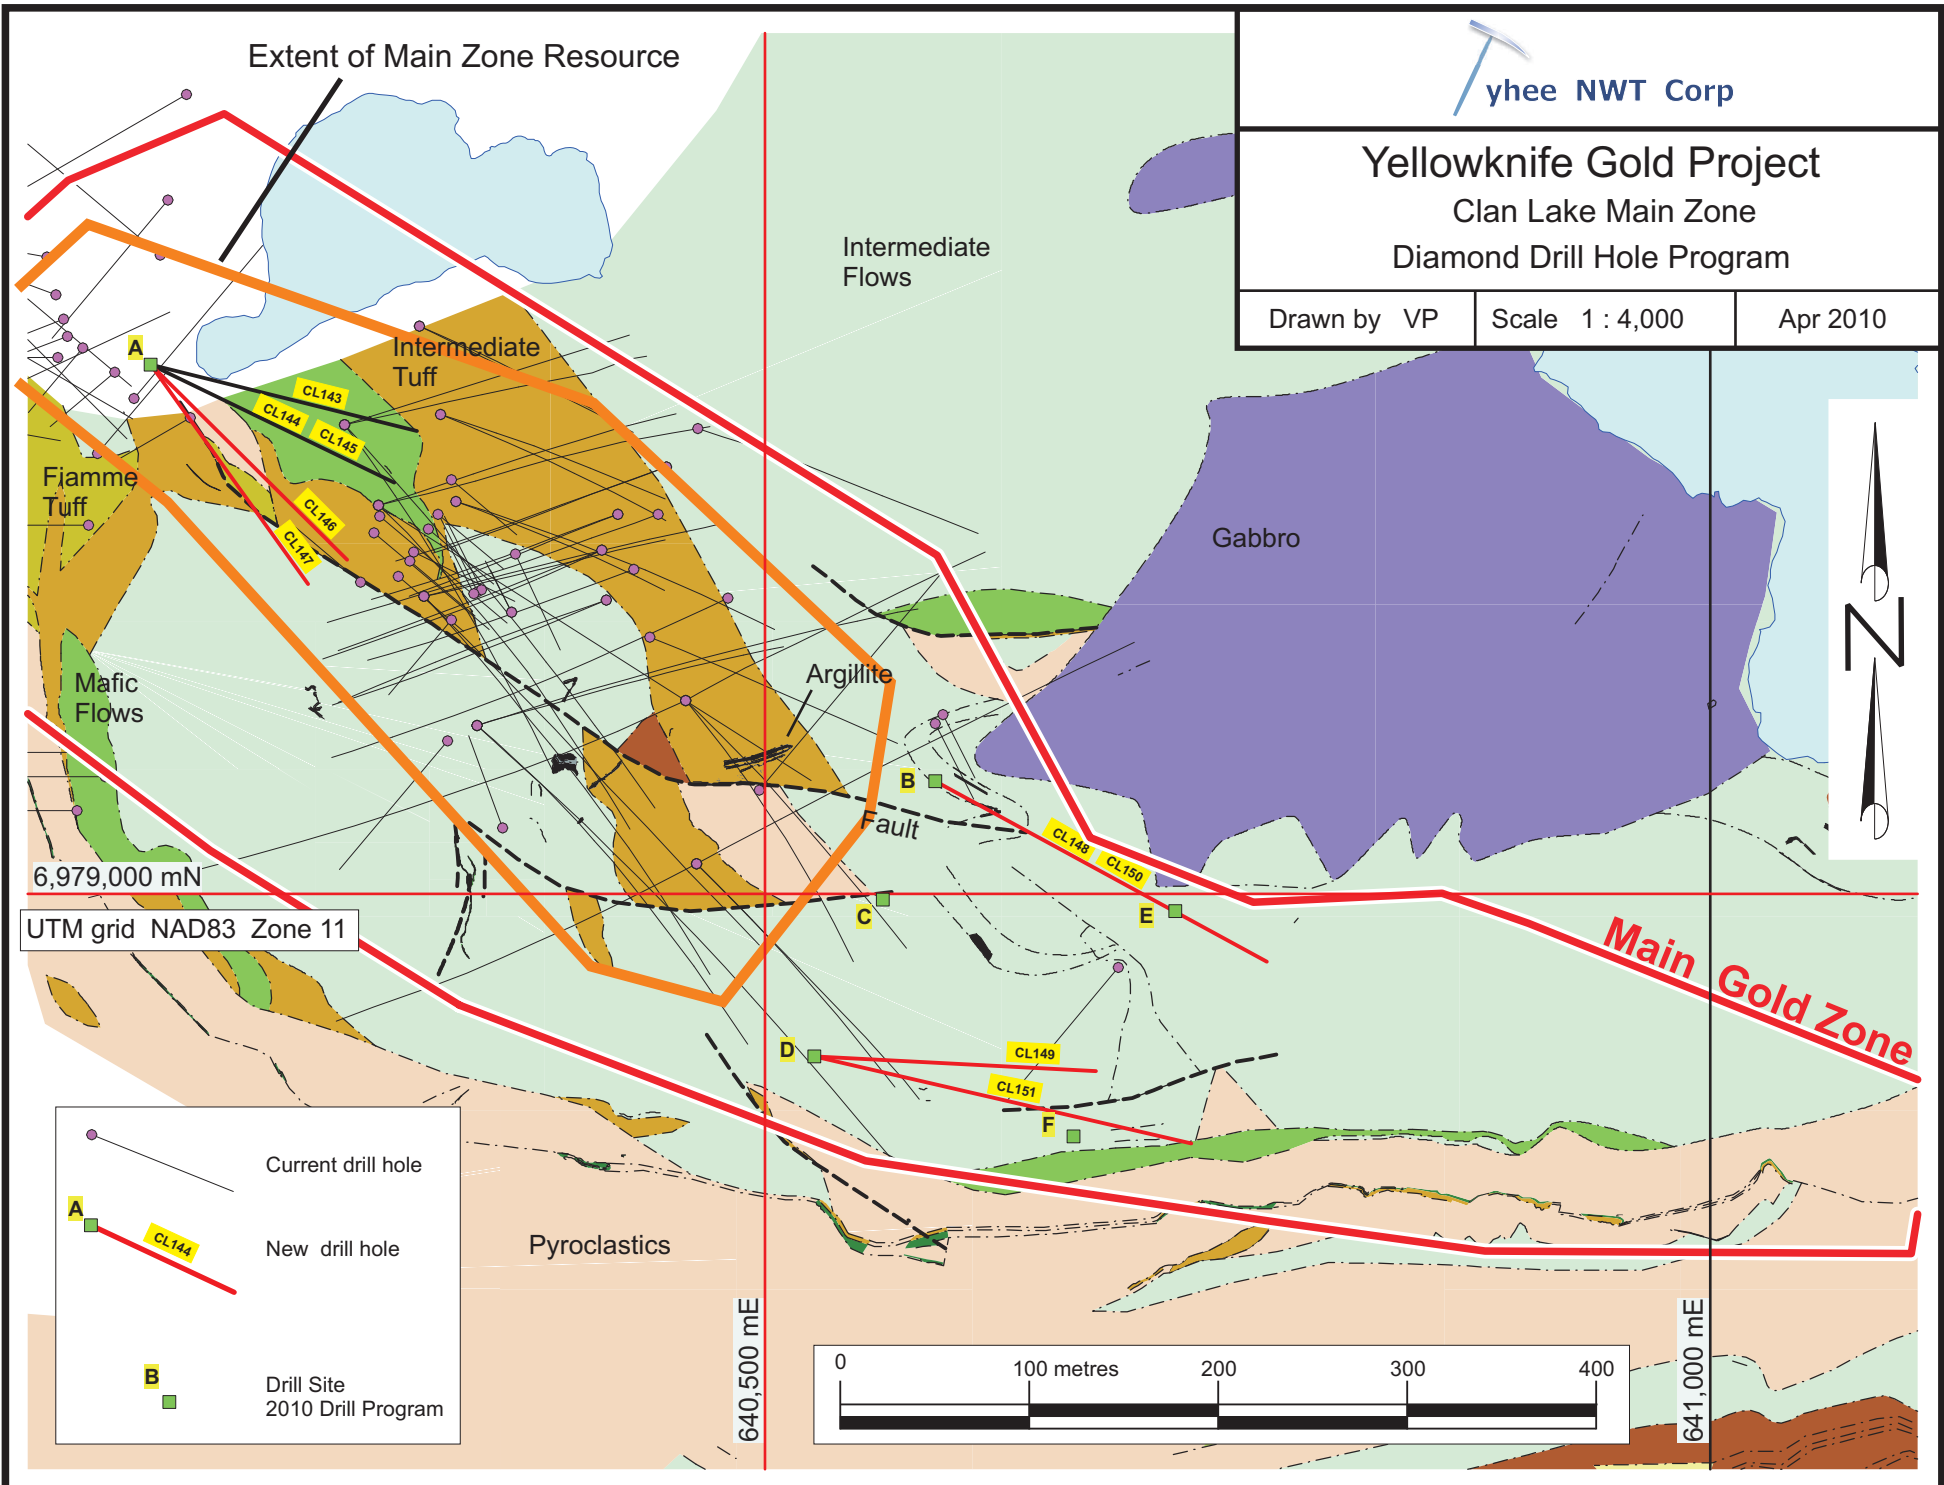 Extent of Main Zone Resource
yhee NWT Corp
Yellowknife Gold Project
Clan Lake Main Zone
Diamond Drill Hole Program
Drawn by VP
Scale 1 : 4,000
Apr 2010
Intermediate
Flows
A
Intermediate
Tuff
CL143
CL144
CL145
Fiamme
Tuff
CL146
CL147
Gabbro
N
Mafic
Flows
Argillite
B
Fault
CL148
CL150
6,979,000 mN
C
E
UTM grid NAD83 Zone 11
Main Gold Zone
D
CL149
CL151
F
Current drill hole
A
CL144
New drill hole
B
Drill Site
2010 Drill Program
Pyroclastics
640,500 mE
641,000 mE
0
100 metres
200
300
400